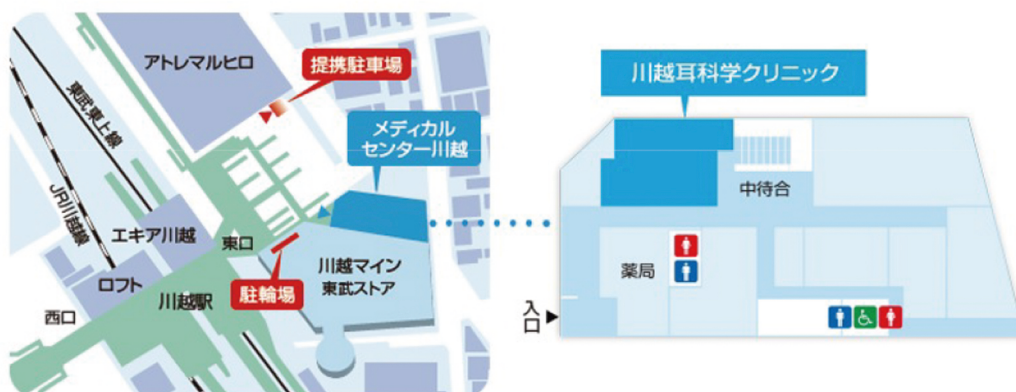 アトレマルヒロ
提携駐車場
東武東上線
メディカル
センター川越
JR川越線
エキア川越
東口
川越マイン
東武ストア
ロフト
駐輪場
川越駅
西口
川越耳科学クリニック
中待合
薬局
入口